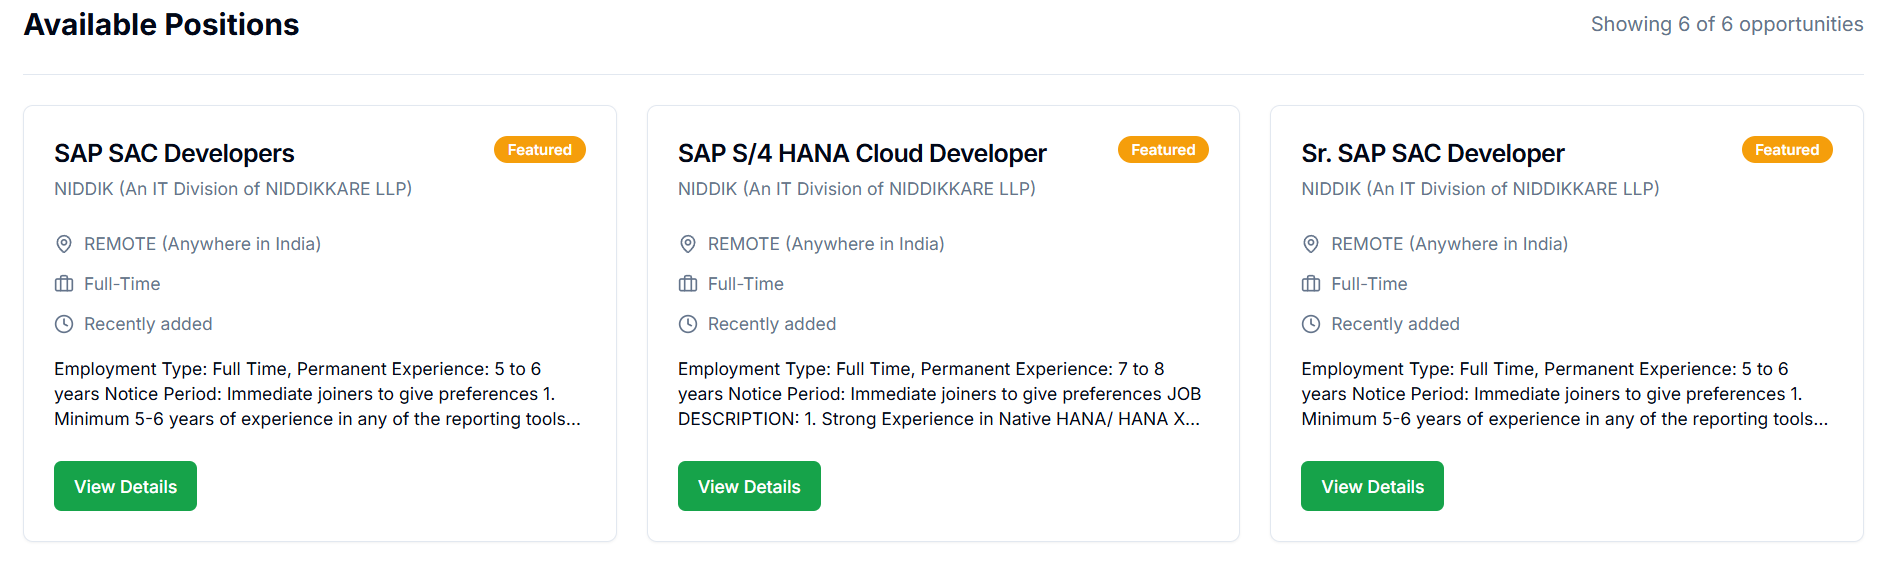 Available Positions
Showing 6 of 6 opportunities
SAP SAC Developers
Featured
NIDDIK (An IT Division of NIDDIKKARE LLP)
REMOTE (Anywhere in India)
Full-Time
Recently added
Employment Type: Full Time, Permanent Experience: 5 to 6
years Notice Period: Immediate joiners to give preferences 1.
Minimum 5-6 years of experience in any of the reporting tools...
View Details
SAP S/4 HANA Cloud Developer
Featured
NIDDIK (An IT Division of NIDDIKKARE LLP)
REMOTE (Anywhere in India)
Full-Time
Recently added
Employment Type: Full Time, Permanent Experience: 7 to 8
years Notice Period: Immediate joiners to give preferences JOB
DESCRIPTION: 1. Strong Experience in Native HANA/ HANA X...
View Details
Sr. SAP SAC Developer
Featured
NIDDIK (An IT Division of NIDDIKKARE LLP)
REMOTE (Anywhere in India)
Full-Time
Recently added
Employment Type: Full Time, Permanent Experience: 5 to 6
years Notice Period: Immediate joiners to give preferences 1.
Minimum 5-6 years of experience in any of the reporting tools...
View Details